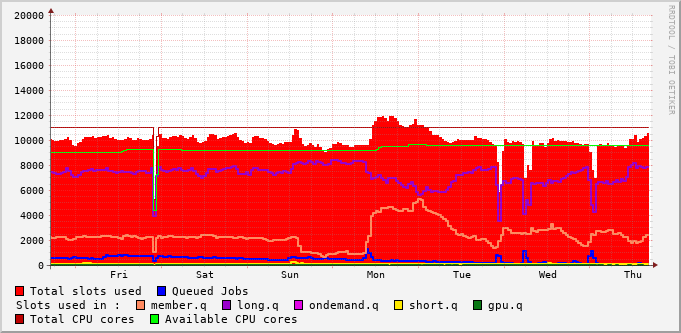 20000
18000
16000
14000
12000
10000
8000
6000
4000
2000
0
Fri Sat Sun Mon Tue Wed Thu
RRDTOOL / TOBI OETIKER
Total slots used Queued Jobs
Slots used in : member.q long.q ondemand.q short.q gpu.q
Total CPU cores Available CPU cores